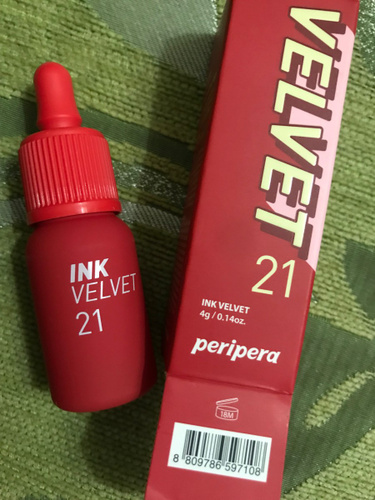 INK
VELVET
21
VELVET
21
INK VELVET
4g / 0.14oz.
peripera
18M
8 809786 597108